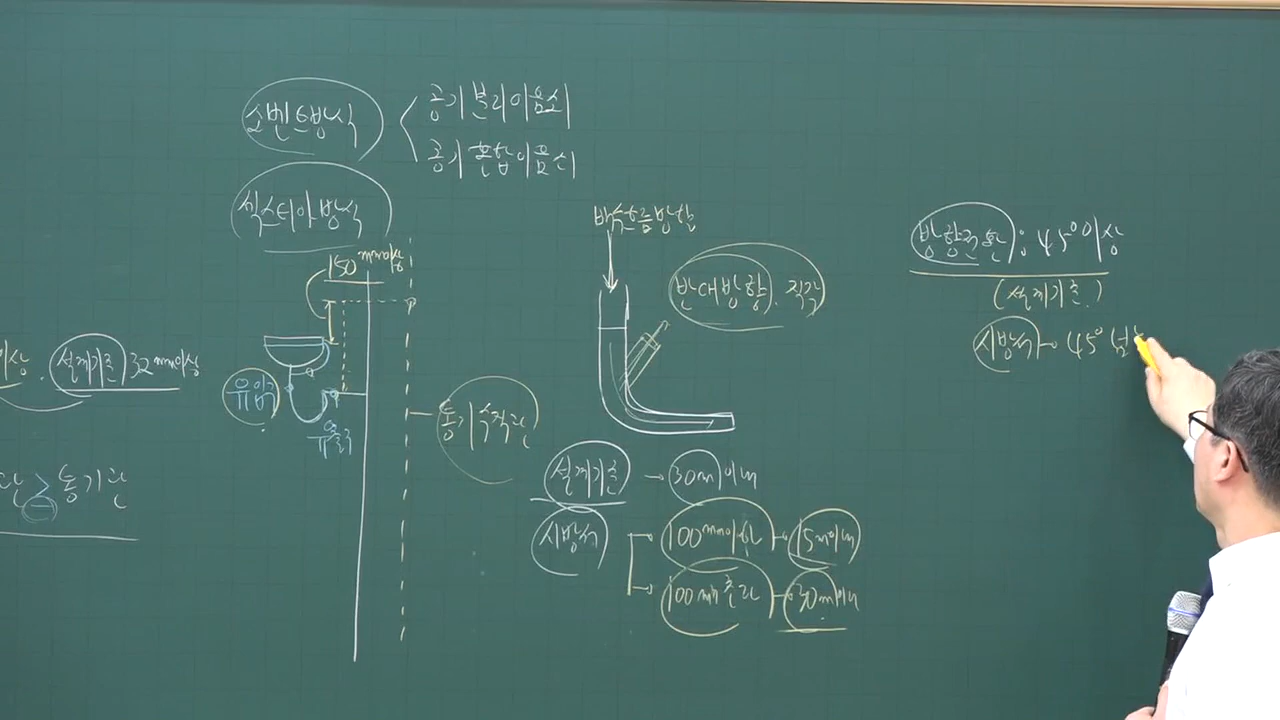 소벤트방식
공기분리이음쇠
공기혼합이음쇠
섹스티아방식
150mm이상
이상. 설계기준 32mm이상
유입
유출
관 ≥ 통기관
통기수직관
배수흐름방향
반대방향. 직각
설계기준 → 30m이내
시방서
100mm이하 → 15m이내
100mm초과 → 30m이내
방향전환 : 45°이상
(설계기준)
시방서 → 45°